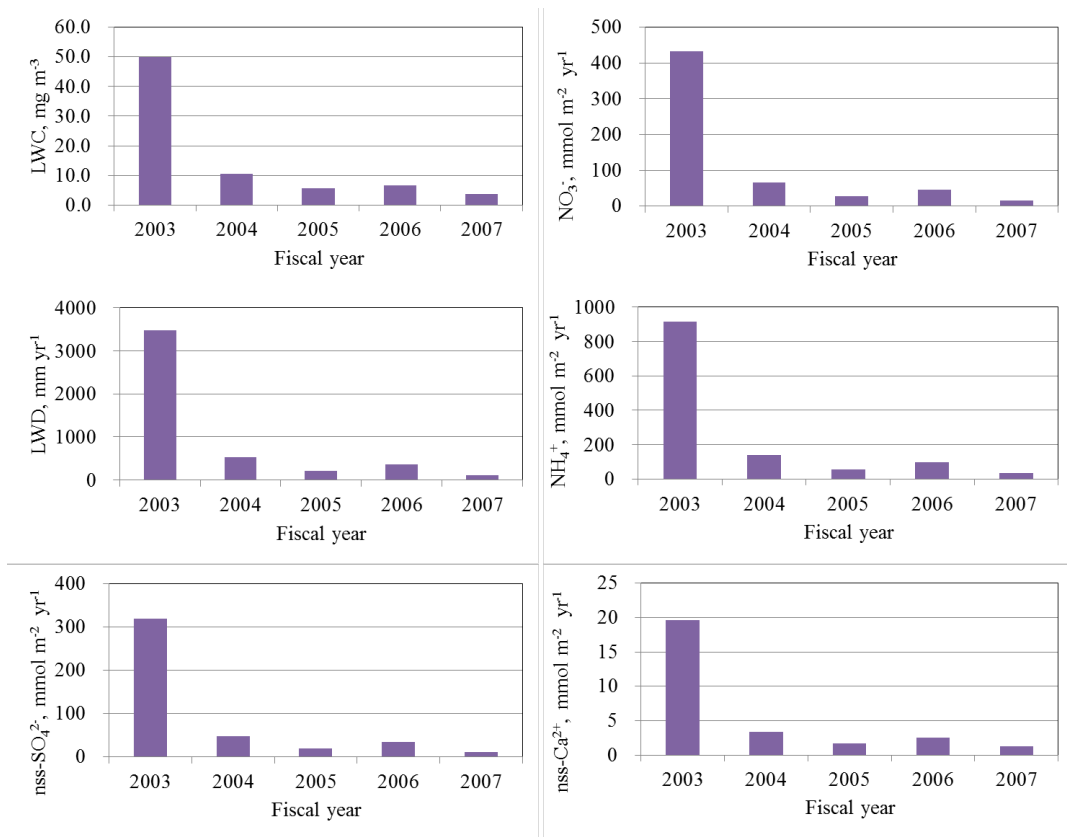 LWC, mg m⁻³
60.0
50.0
40.0
30.0
20.0
10.0
0.0
2003 2004 2005 2006 2007
Fiscal year
NO₃⁻, mmol m⁻² yr⁻¹
500
400
300
200
100
0
2003 2004 2005 2006 2007
Fiscal year
LWD, mm yr⁻¹
4000
3000
2000
1000
0
2003 2004 2005 2006 2007
Fiscal year
NH₄⁺, mmol m⁻² yr⁻¹
1000
800
600
400
200
0
2003 2004 2005 2006 2007
Fiscal year
nss-SO₄²⁻, mmol m⁻² yr⁻¹
400
300
200
100
0
2003 2004 2005 2006 2007
Fiscal year
nss-Ca²⁺, mmol m⁻² yr⁻¹
25
20
15
10
5
0
2003 2004 2005 2006 2007
Fiscal year